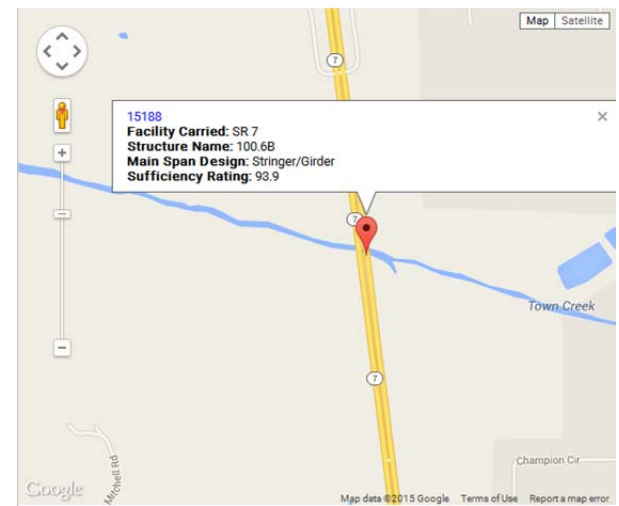 Map Satellite
7
15188
Facility Carried: SR 7
Structure Name: 100.6B
Main Span Design: Stringer/Girder
Sufficiency Rating: 93.9
7
Town Creek
7
Champion Cir
Mitchell Rd
Google
Map data ©2015 Google Terms of Use Report a map error